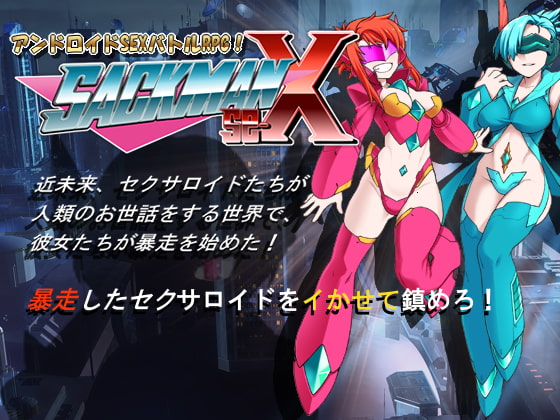 アンドロイドSEXバトルRPG！
SACKMAN
se-X
近未来、セクサロイドたちが
人類のお世話をする世界で、
彼女たちが暴走を始めた！
暴走したセクサロイドをイかせて鎮めろ！